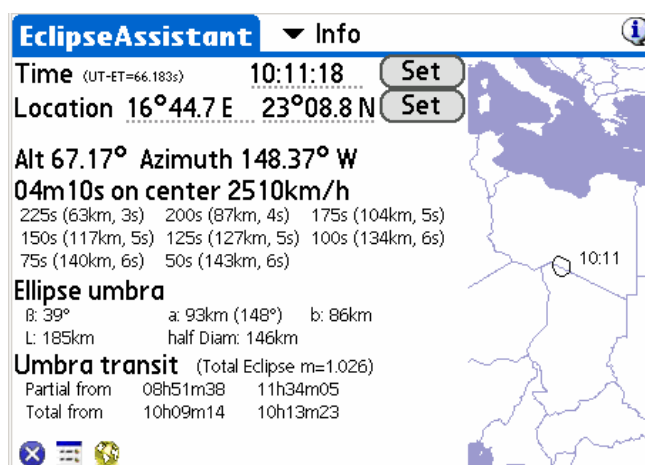 EclipseAssistant ▼ Info
Time (UT-ET=66.183s) 10:11:18 Set
Location 16°44.7 E 23°08.8 N Set
Alt 67.17° Azimuth 148.37° W
04m10s on center 2510km/h
225s (63km, 3s) 200s (87km, 4s) 175s (104km, 5s)
150s (117km, 5s) 125s (127km, 5s) 100s (134km, 6s)
75s (140km, 6s) 50s (143km, 6s)
10:11
Ellipse umbra
ß: 39° a: 93km (148°) b: 86km
L: 185km half Diam: 146km
Umbra transit (Total Eclipse m=1.026)
Partial from 08h51m38 11h34m05
Total from 10h09m14 10h13m23